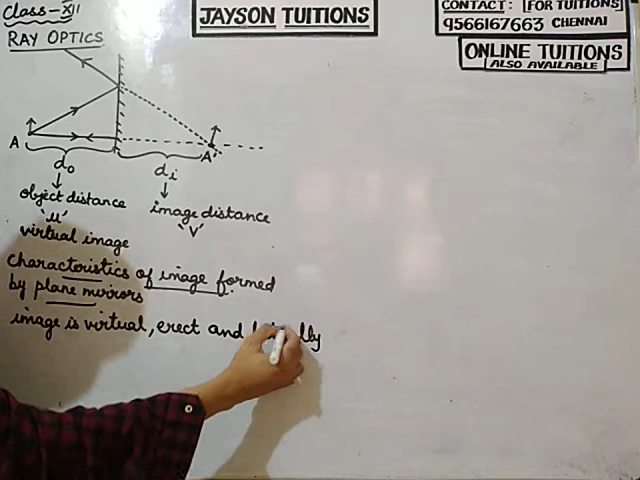 Class-XII
JAYSON TUITIONS
CONTACT: FOR TUITIONS
9566167663 CHENNAI
RAY OPTICS
ONLINE TUITIONS
ALSO AVAILABLE
A
A'
do
di
object distance
'u'
image distance
'V'
virtual image
characteristics of image formed
by plane mirrors
image is virtual, erect and